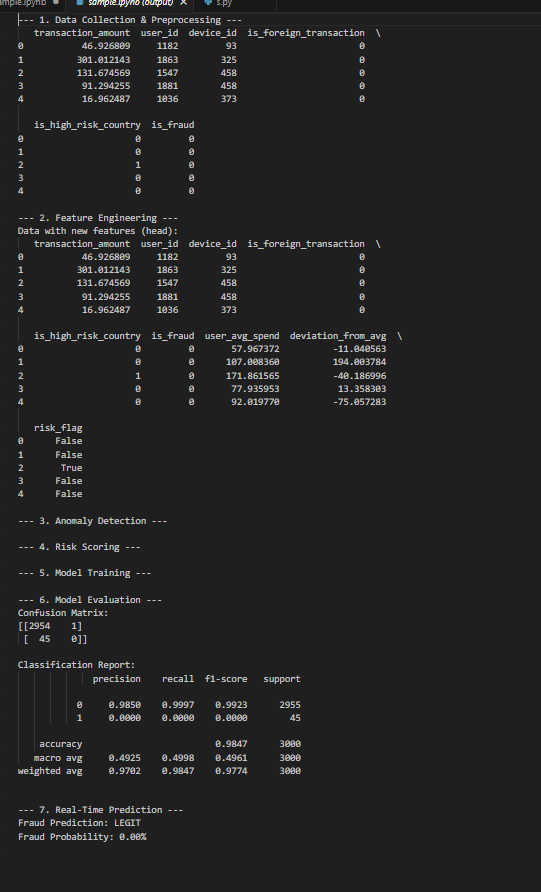 ample.ipynb ● sample.ipynb (output) × s.py
--- 1. Data Collection & Preprocessing ---
transaction_amount user_id device_id is_foreign_transaction \
0 46.926809 1182 93 0
1 301.012143 1863 325 0
2 131.674569 1547 458 0
3 91.294255 1881 458 0
4 16.962487 1036 373 0
is_high_risk_country is_fraud
0 0 0
1 0 0
2 1 0
3 0 0
4 0 0
--- 2. Feature Engineering ---
Data with new features (head):
transaction_amount user_id device_id is_foreign_transaction \
0 46.926809 1182 93 0
1 301.012143 1863 325 0
2 131.674569 1547 458 0
3 91.294255 1881 458 0
4 16.962487 1036 373 0
is_high_risk_country is_fraud user_avg_spend deviation_from_avg \
0 0 0 57.967372 -11.040563
1 0 0 107.008360 194.003784
2 1 0 171.861565 -40.186996
3 0 0 77.935953 13.358303
4 0 0 92.019770 -75.057283
risk_flag
0 False
1 False
2 True
3 False
4 False
--- 3. Anomaly Detection ---
--- 4. Risk Scoring ---
--- 5. Model Training ---
--- 6. Model Evaluation ---
Confusion Matrix:
[[2954 1]
[ 45 0]]
Classification Report:
precision recall f1-score support
0 0.9850 0.9997 0.9923 2955
1 0.0000 0.0000 0.0000 45
accuracy 0.9847 3000
macro avg 0.4925 0.4998 0.4961 3000
weighted avg 0.9702 0.9847 0.9774 3000
--- 7. Real-Time Prediction ---
Fraud Prediction: LEGIT
Fraud Probability: 0.00%